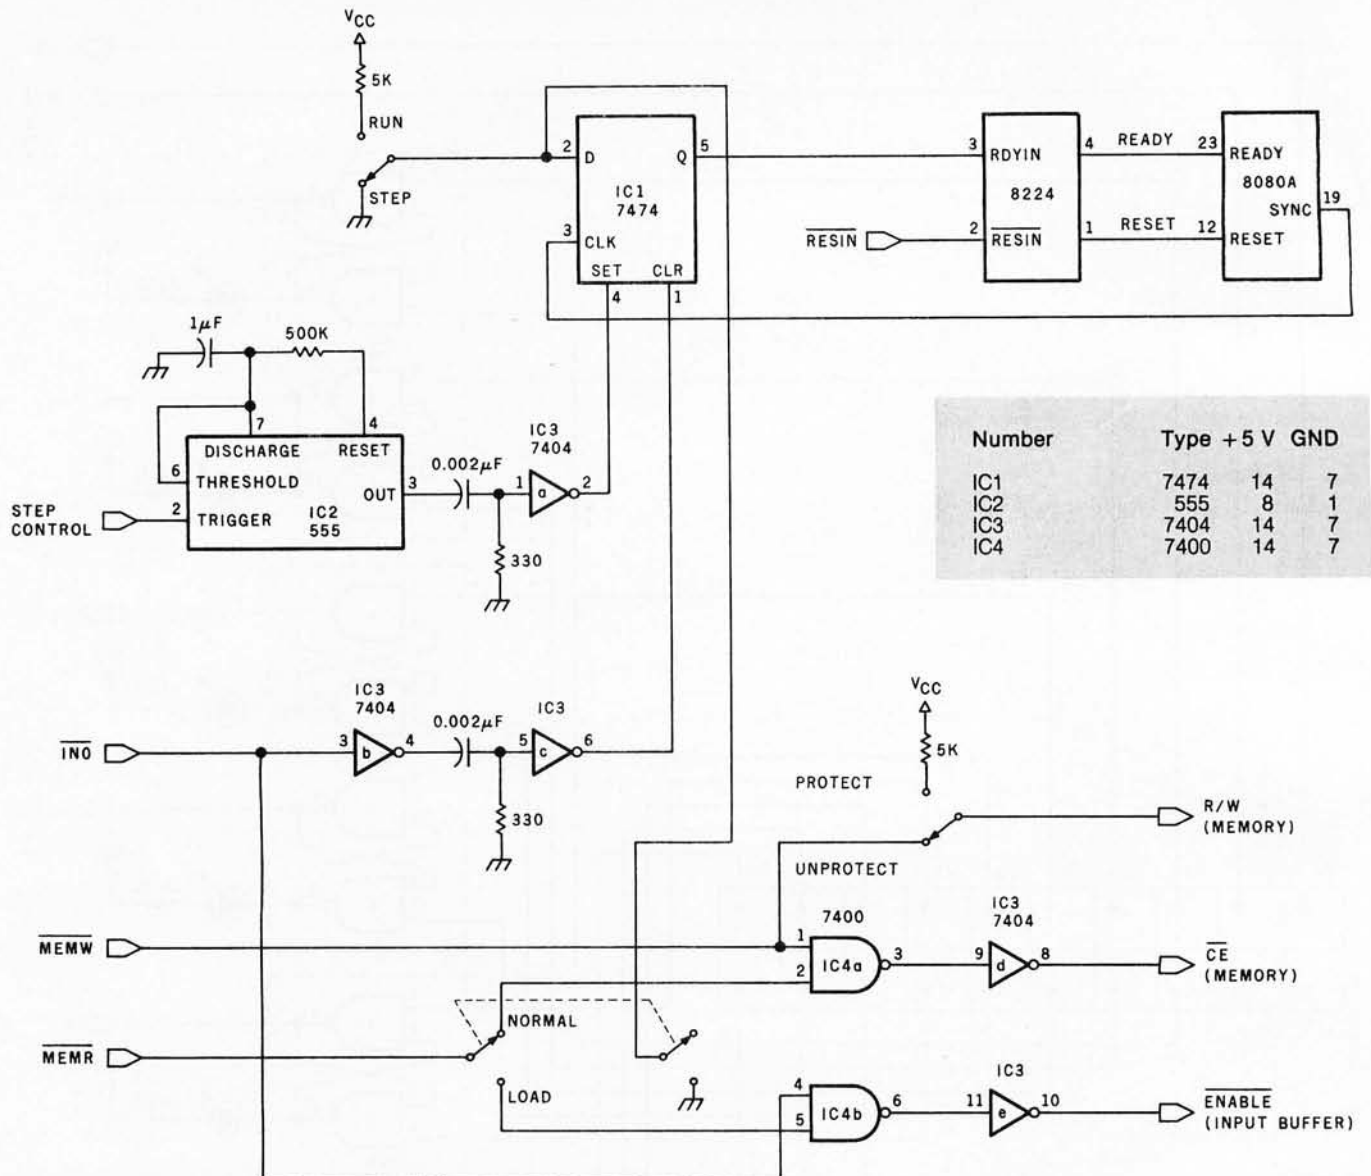 VCC
5K
RUN
STEP
2 D Q 5
IC1
7474
3 CLK
SET CLR
4 1
3 RDYIN 4 READY 23 READY
8224 8080A
SYNC 19
RESIN 2 RESIN 1 RESET 12 RESET
1µF 500K
7 4
DISCHARGE RESET
6 THRESHOLD
OUT 3
STEP CONTROL 2 TRIGGER
IC2
555
0.002µF
IC3
7404
1 a 2
330
Number Type +5 V GND
IC1 7474 14 7
IC2 555 8 1
IC3 7404 14 7
IC4 7400 14 7
IC3
7404
0.002µF
IC3
IN0 3 b 4 5 c 6
330
VCC
5K
PROTECT
R/W
(MEMORY)
UNPROTECT
7400
IC3
7404
MEMW 1
2 IC4a 3 9 d 8 CE
(MEMORY)
NORMAL
MEMR
LOAD
IC3
4
5 IC4b 6 11 e 10 ENABLE
(INPUT BUFFER)